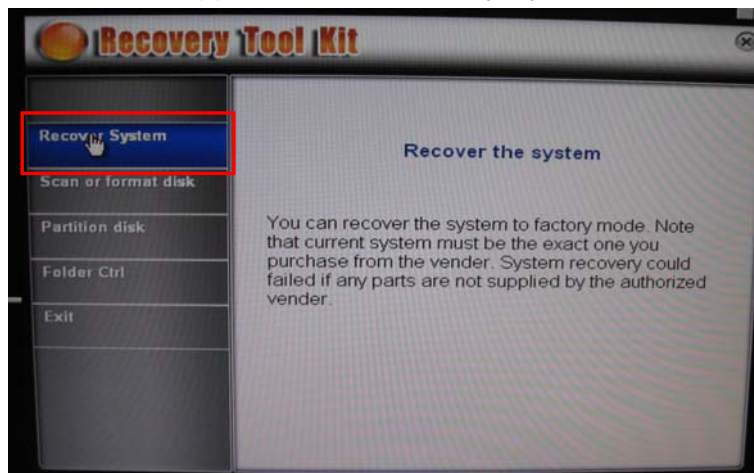 Recovery Tool Kit
Recover System
Scan or format disk
Partition disk
Folder Ctrl
Exit
Recover the system
You can recover the system to factory mode. Note
that current system must be the exact one you
purchase from the vender. System recovery could
failed if any parts are not supplied by the authorized
vender.